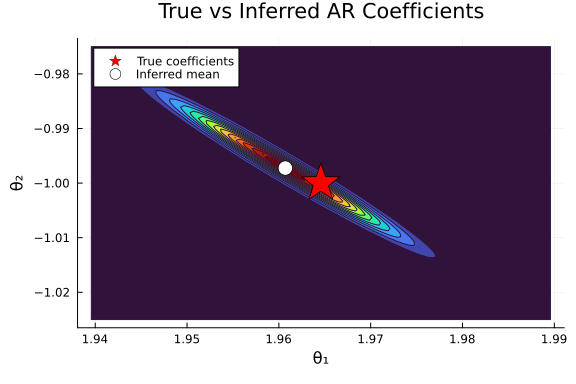 True vs Inferred AR Coefficients
True coefficients
Inferred mean
−0.98
−0.99
−1.00
−1.01
−1.02
θ₂
1.94 1.95 1.96 1.97 1.98 1.99
θ₁